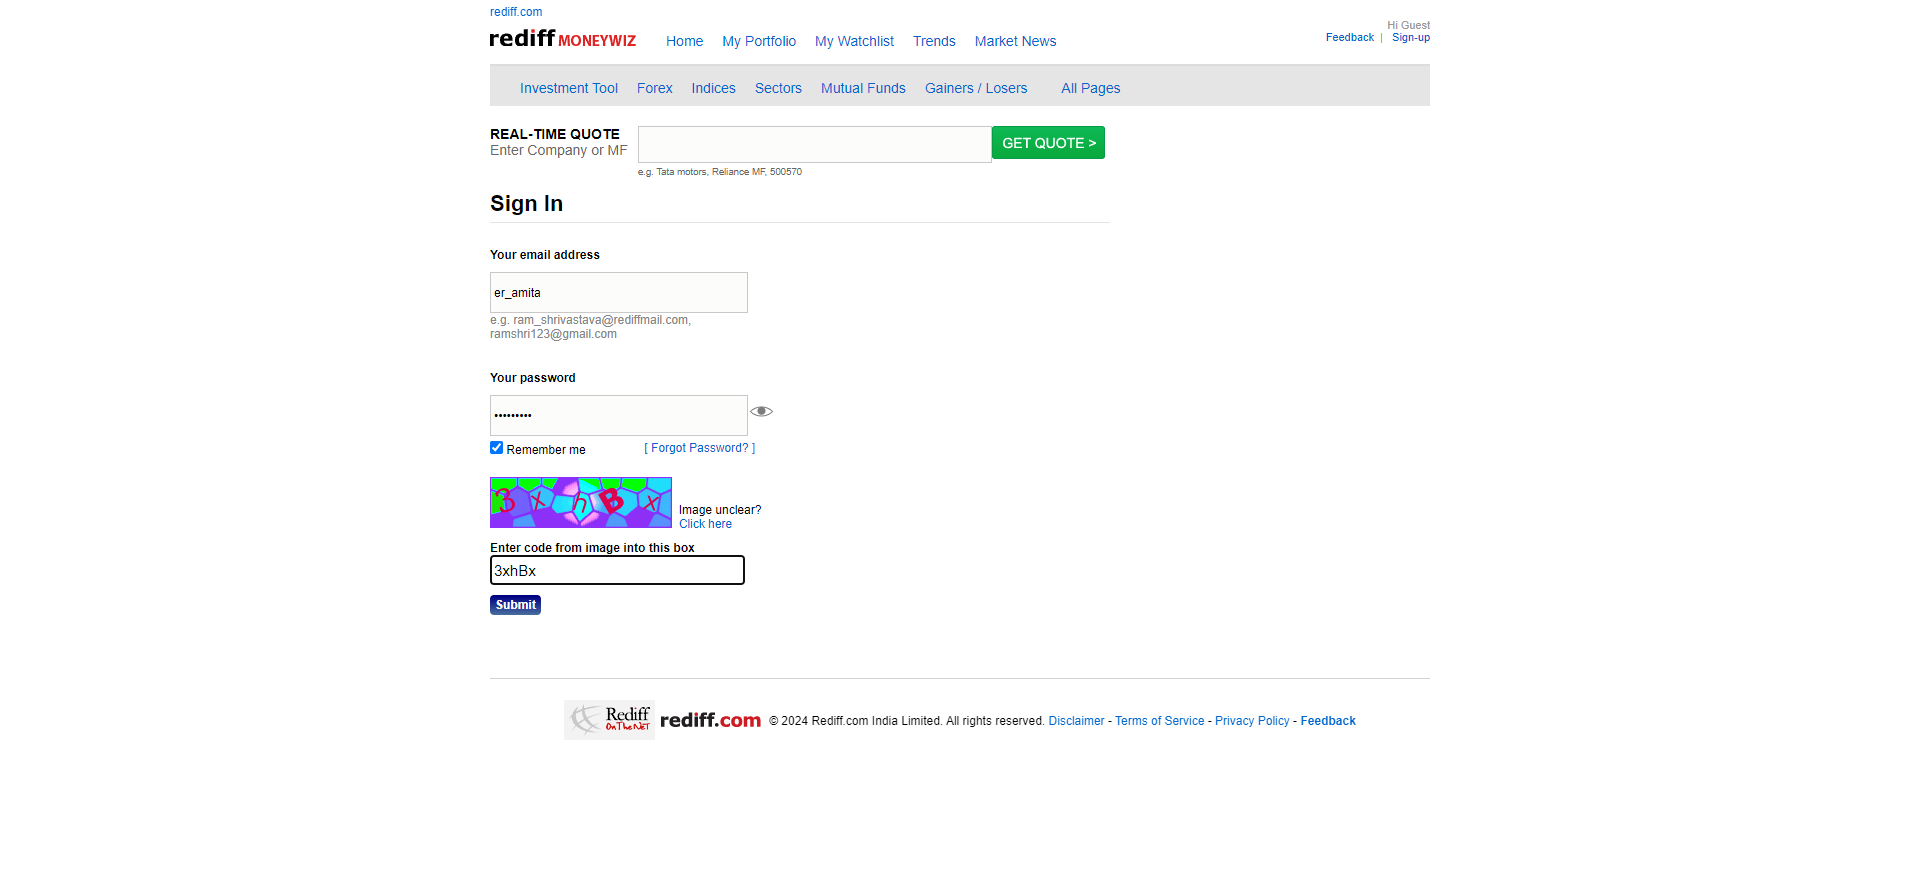 rediff.com
rediff MONEYWIZ Home My Portfolio My Watchlist Trends Market News
Hi Guest
Feedback | Sign-up
Investment Tool Forex Indices Sectors Mutual Funds Gainers / Losers All Pages
REAL-TIME QUOTE
Enter Company or MF
GET QUOTE >
e.g. Tata motors, Reliance MF, 500570
Sign In
Your email address
er_amita
e.g. ram_shrivastava@rediffmail.com,
ramshri123@gmail.com
Your password
•••••••••
Remember me [ Forgot Password? ]
3xhBx
Image unclear?
Click here
Enter code from image into this box
3xhBx
Submit
Rediff
OnTheNeT
rediff.com © 2024 Rediff.com India Limited. All rights reserved. Disclaimer - Terms of Service - Privacy Policy - Feedback